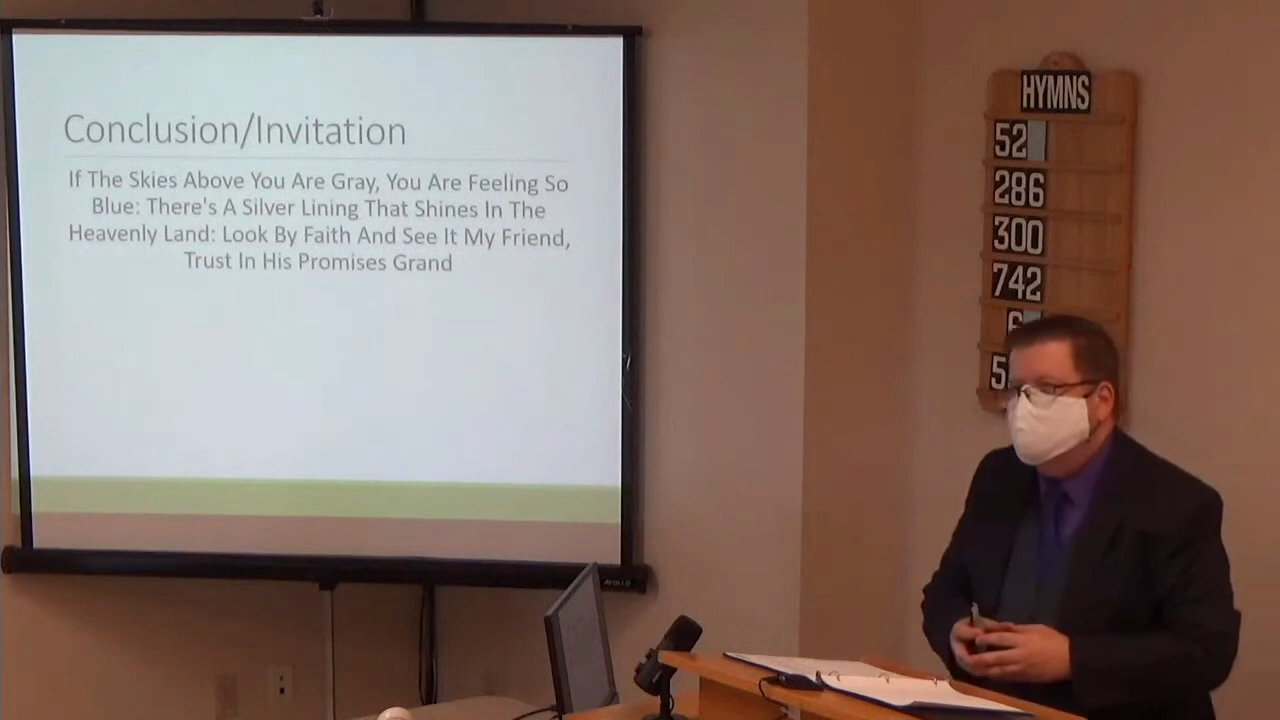 Conclusion/Invitation
If The Skies Above You Are Gray, You Are Feeling So
Blue: There's A Silver Lining That Shines In The
Heavenly Land: Look By Faith And See It My Friend,
Trust In His Promises Grand
HYMNS
52
286
300
742
APOLLO